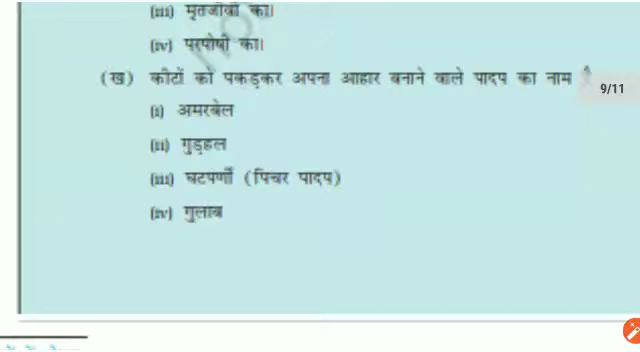 (iii) मृतजीवी का।
(iv) परपोषी का।
(ख) कीटों को पकड़कर अपना आहार बनाने वाले पादप का नाम है
9/11
(i) अमरबेल
(ii) गुड़हल
(iii) घटपर्णी (पिचर पादप)
(iv) गुलाब